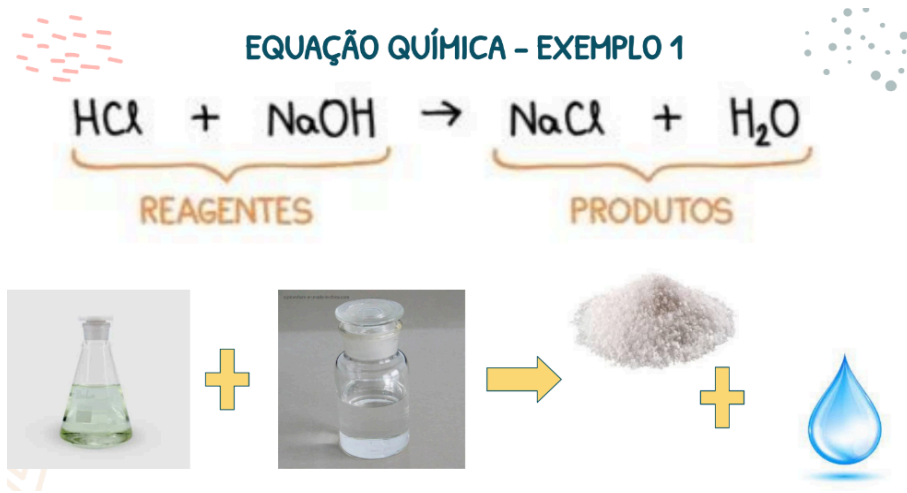 EQUAÇÃO QUÍMICA - EXEMPLO 1
HCl + NaOH → NaCl + H₂O
REAGENTES PRODUTOS